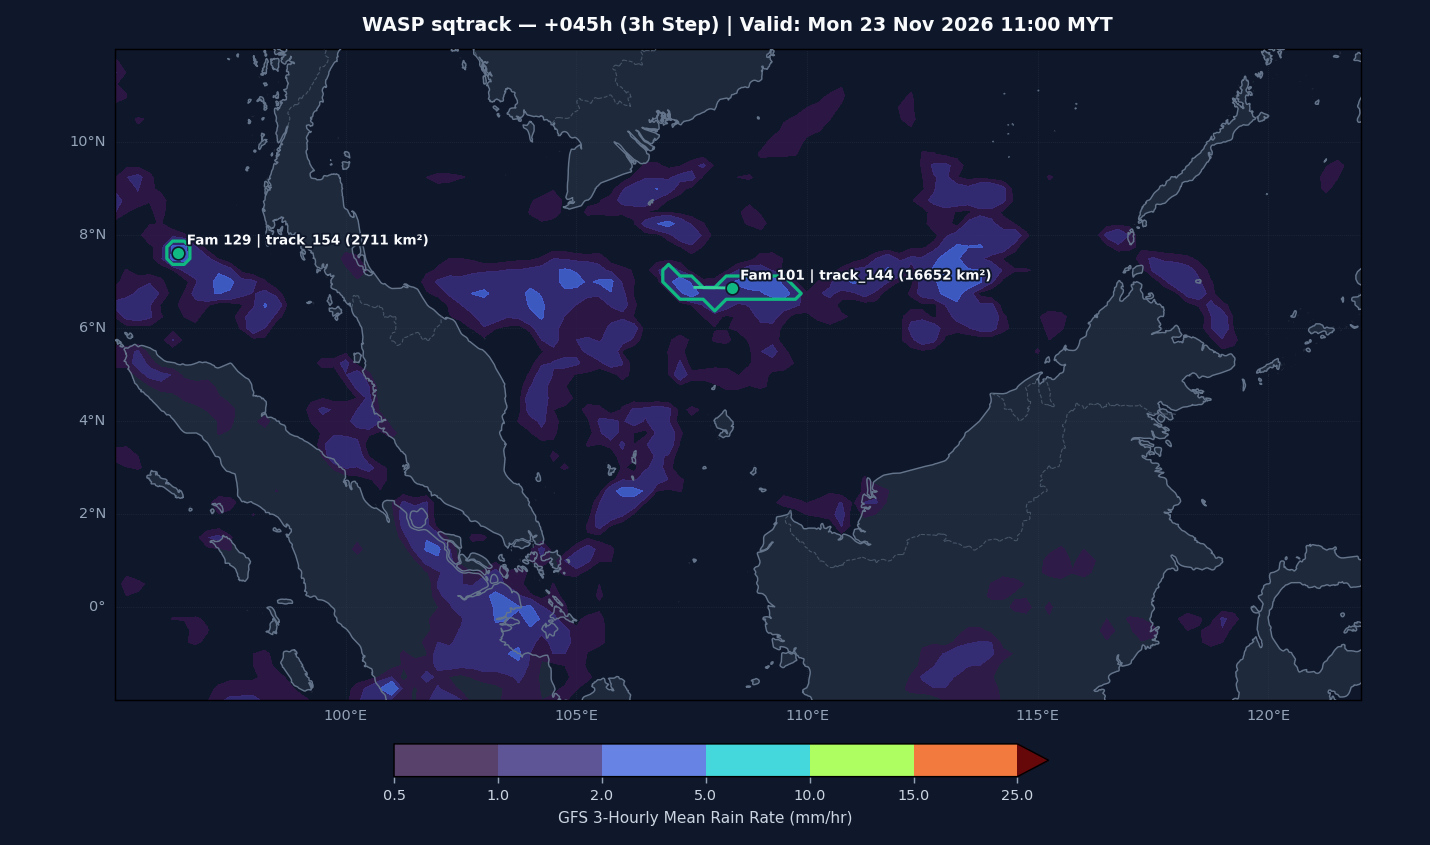 WASP sqtrack — +045h (3h Step) | Valid: Mon 23 Nov 2026 11:00 MYT
10°N
8°N
6°N
4°N
2°N
0°
Fam 129 | track_154 (2711 km²)
Fam 101 | track_144 (16652 km²)
100°E 105°E 110°E 115°E 120°E
0.5 1.0 2.0 5.0 10.0 15.0 25.0
GFS 3-Hourly Mean Rain Rate (mm/hr)